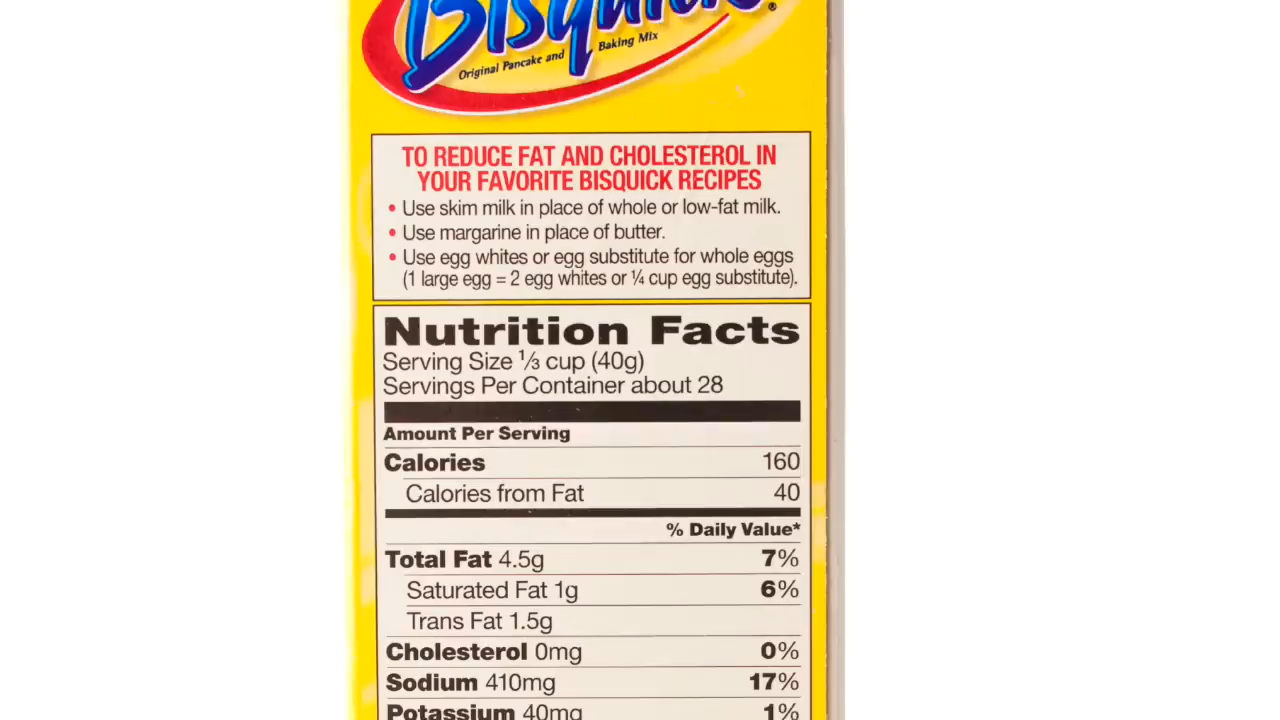 Bisquick®
Original Pancake and Baking Mix
TO REDUCE FAT AND CHOLESTEROL IN
YOUR FAVORITE BISQUICK RECIPES
• Use skim milk in place of whole or low-fat milk.
• Use margarine in place of butter.
• Use egg whites or egg substitute for whole eggs
(1 large egg = 2 egg whites or ¼ cup egg substitute).
Nutrition Facts
Serving Size ⅓ cup (40g)
Servings Per Container about 28
Amount Per Serving
Calories 160
Calories from Fat 40
% Daily Value*
Total Fat 4.5g 7%
Saturated Fat 1g 6%
Trans Fat 1.5g
Cholesterol 0mg 0%
Sodium 410mg 17%
Potassium 40mg 1%